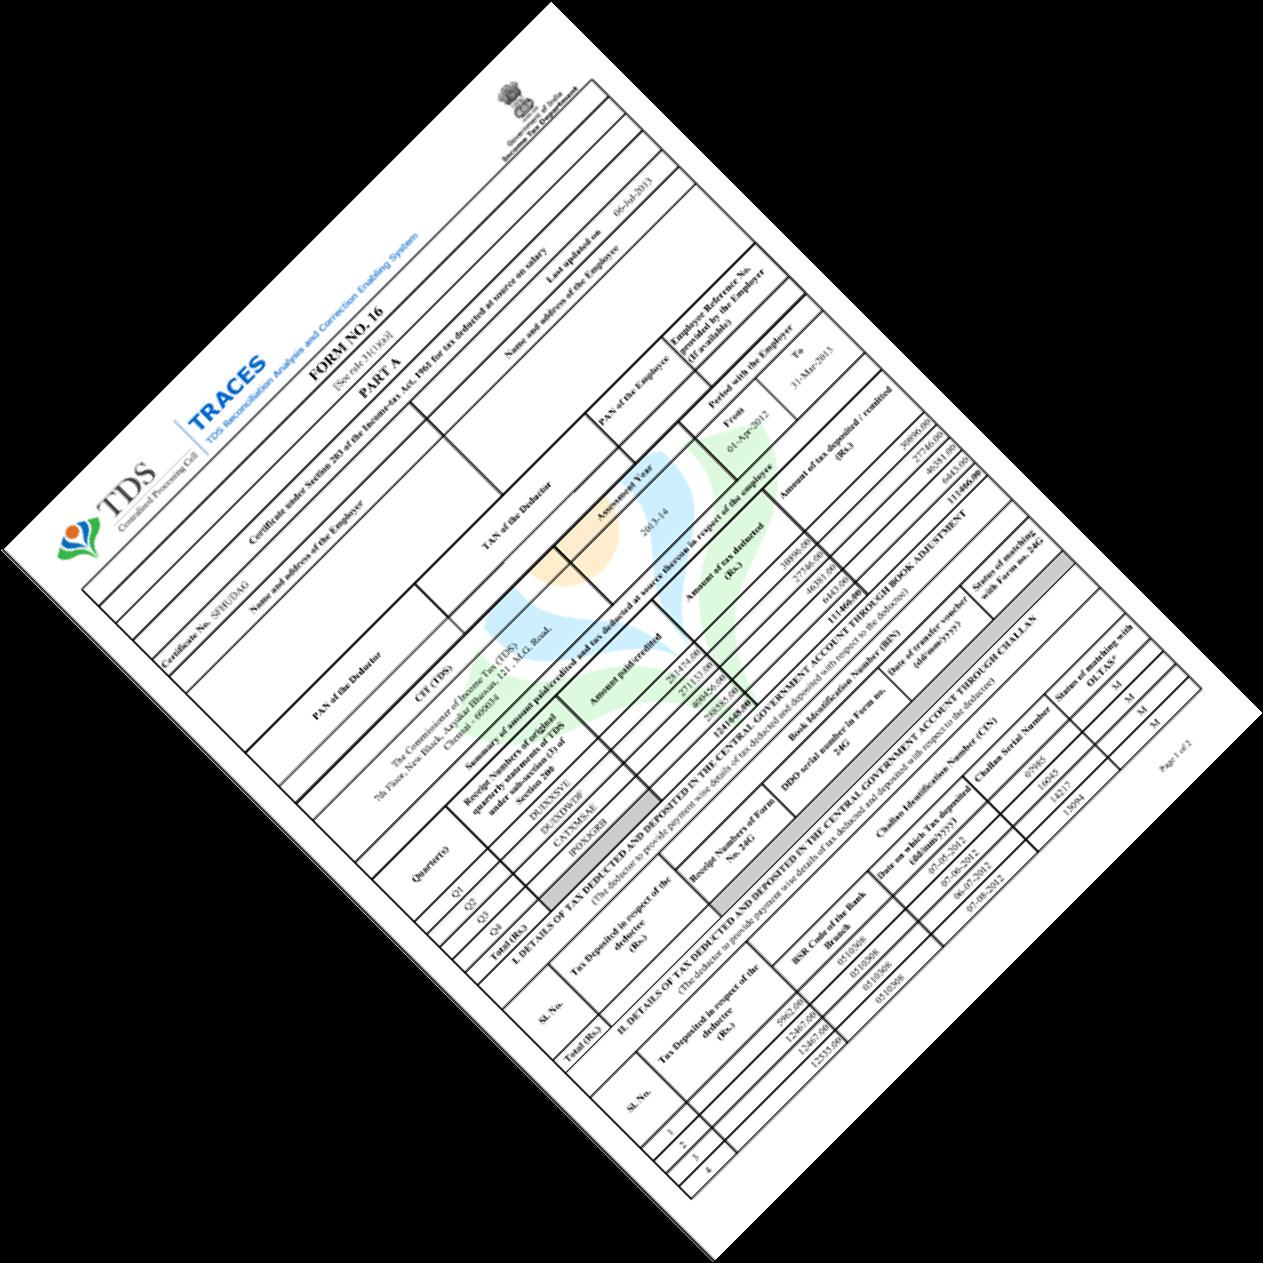 TDS
Centralized Processing Cell
TRACES
TDS Reconciliation Analysis and Correction Enabling System
Government of India
Income Tax Department
FORM NO. 16
[See rule 31(1)(a)]
PART A
Certificate under Section 203 of the Income-tax Act, 1961 for tax deducted at source on salary
Certificate No. SFHUDAG Last updated on 06-Jul-2013
Name and address of the Employer Name and address of the Employee
PAN of the Deductor TAN of the Deductor PAN of the Employee Employee Reference No.
provided by the Employer
(If available)
CIT (TDS) Assessment Year Period with the Employer
The Commissioner of Income Tax (TDS)
7th Floor, New Block, Aayakar Bhawan, 121 , M.G. Road,
Chennai - 600034
2013-14 From To
01-Apr-2012 31-Mar-2013
Summary of amount paid/credited and tax deducted at source thereon in respect of the employee
Quarter(s) Receipt Numbers of original
quarterly statements of TDS
under sub-section (3) of
Section 200
Amount paid/credited Amount of tax deducted
(Rs.)
Amount of tax deposited / remitted
(Rs.)
Q1 DUIXXSVE 281474.00 30896.00 30896.00
Q2 DUIXDWDF 271133.00 27746.00 27746.00
Q3 CATXMSAE 400456.00 46381.00 46381.00
Q4 288585.00 6443.00 6443.00
Total (Rs.) 1241648.00 111466.00 111466.00
I. DETAILS OF TAX DEDUCTED AND DEPOSITED IN THE CENTRAL GOVERNMENT ACCOUNT THROUGH BOOK ADJUSTMENT
(The deductor to provide payment wise details of tax deducted and deposited with respect to the deductee)
Sl. No. Tax Deposited in respect of the
deductee
(Rs.)
Book Identification Number (BIN)
Receipt Numbers of Form
No. 24G
DDO serial number in Form no.
24G
Date of transfer voucher
(dd/mm/yyyy)
Status of matching
with Form no. 24G
Total (Rs.)
II. DETAILS OF TAX DEDUCTED AND DEPOSITED IN THE CENTRAL GOVERNMENT ACCOUNT THROUGH CHALLAN
(The deductor to provide payment wise details of tax deducted and deposited with respect to the deductee)
Sl. No. Tax Deposited in respect of the
deductee
(Rs.)
Challan Identification Number (CIN)
BSR Code of the Bank
Branch
Date on which Tax deposited
(dd/mm/yyyy)
Challan Serial Number Status of matching with
OLTAS*
1 5962.00 0510308 07-05-2012 07985 M
2 12467.00 0510308 07-06-2012 16045 M
3 12467.00 0510308 06-07-2012 14217 M
4 12535.00 0510308 07-08-2012 13094 M
Page 1 of 2